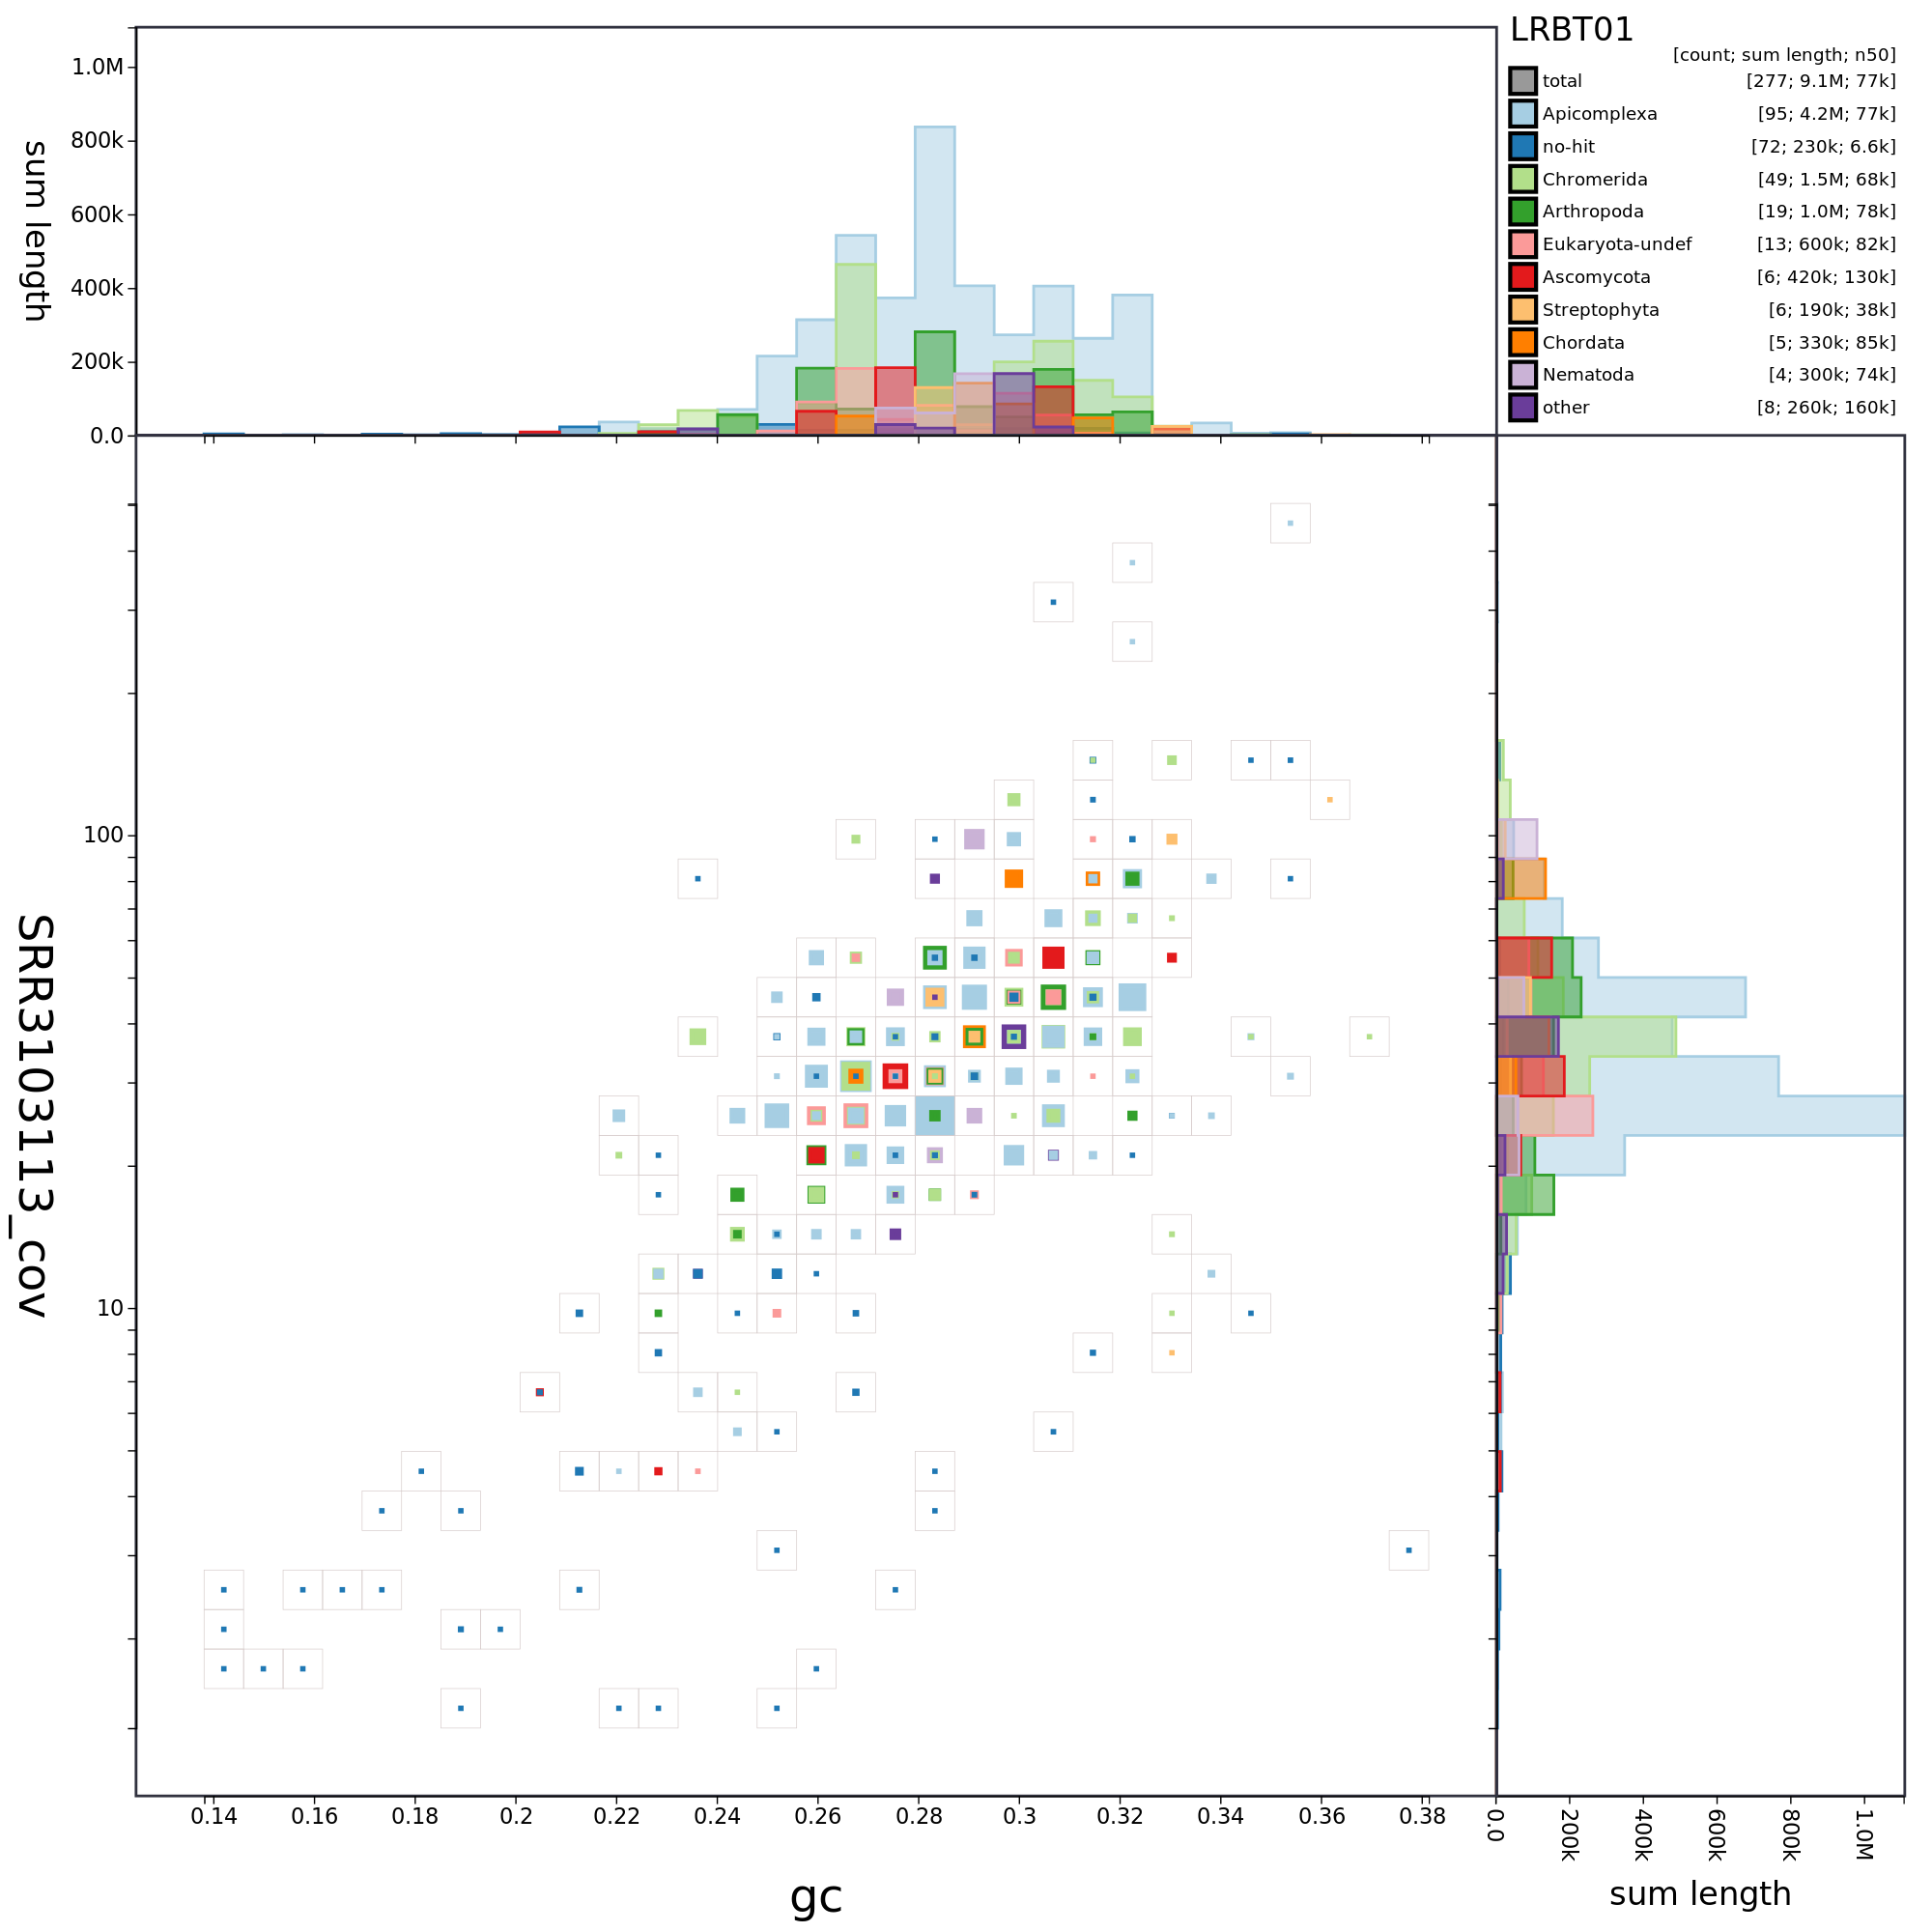 LRBT01
[count; sum length; n50]
total [277; 9.1M; 77k]
Apicomplexa [95; 4.2M; 77k]
no-hit [72; 230k; 6.6k]
Chromerida [49; 1.5M; 68k]
Arthropoda [19; 1.0M; 78k]
Eukaryota-undef [13; 600k; 82k]
Ascomycota [6; 420k; 130k]
Streptophyta [6; 190k; 38k]
Chordata [5; 330k; 85k]
Nematoda [4; 300k; 74k]
other [8; 260k; 160k]
sum length
1.0M
800k
600k
400k
200k
0.0
SRR3103113_cov
100
10
0.14 0.16 0.18 0.2 0.22 0.24 0.26 0.28 0.3 0.32 0.34 0.36 0.38
gc
0.0 200k 400k 600k 800k 1.0M
sum length